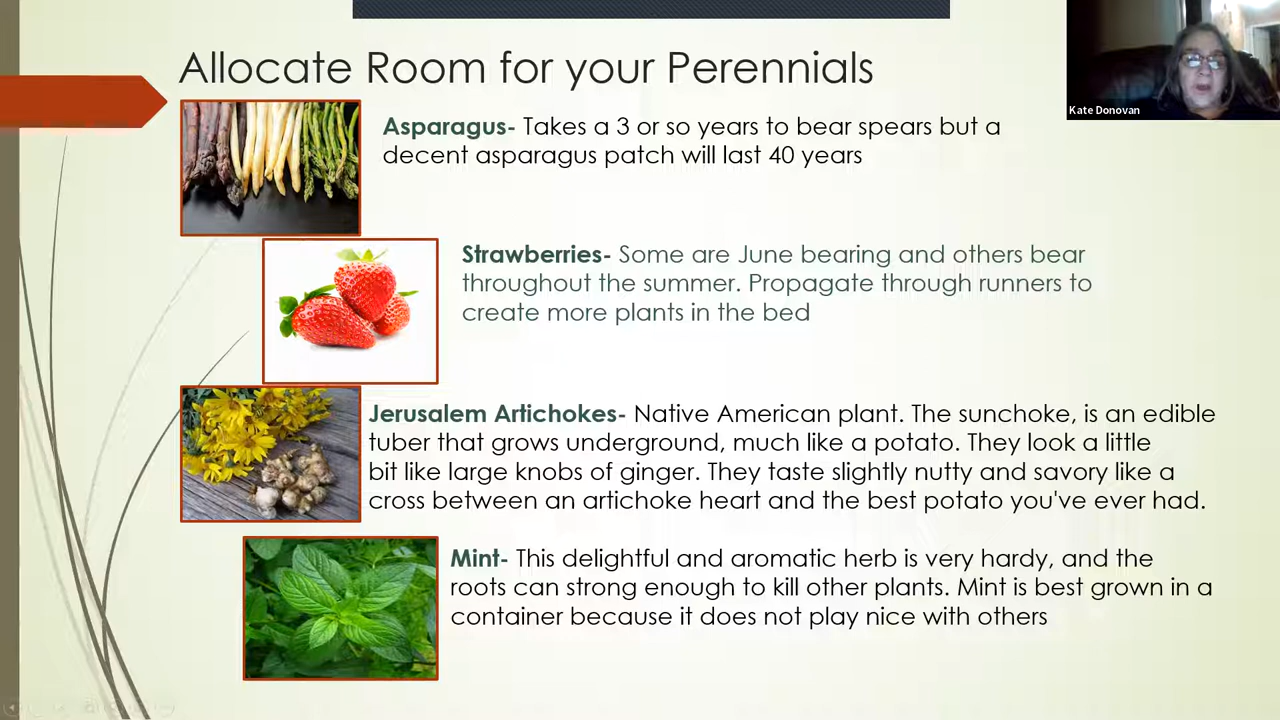 Allocate Room for your Perennials
Kate Donovan
Asparagus- Takes a 3 or so years to bear spears but a
decent asparagus patch will last 40 years
Strawberries- Some are June bearing and others bear
throughout the summer. Propagate through runners to
create more plants in the bed
Jerusalem Artichokes- Native American plant. The sunchoke, is an edible
tuber that grows underground, much like a potato. They look a little
bit like large knobs of ginger. They taste slightly nutty and savory like a
cross between an artichoke heart and the best potato you've ever had.
Mint- This delightful and aromatic herb is very hardy, and the
roots can strong enough to kill other plants. Mint is best grown in a
container because it does not play nice with others